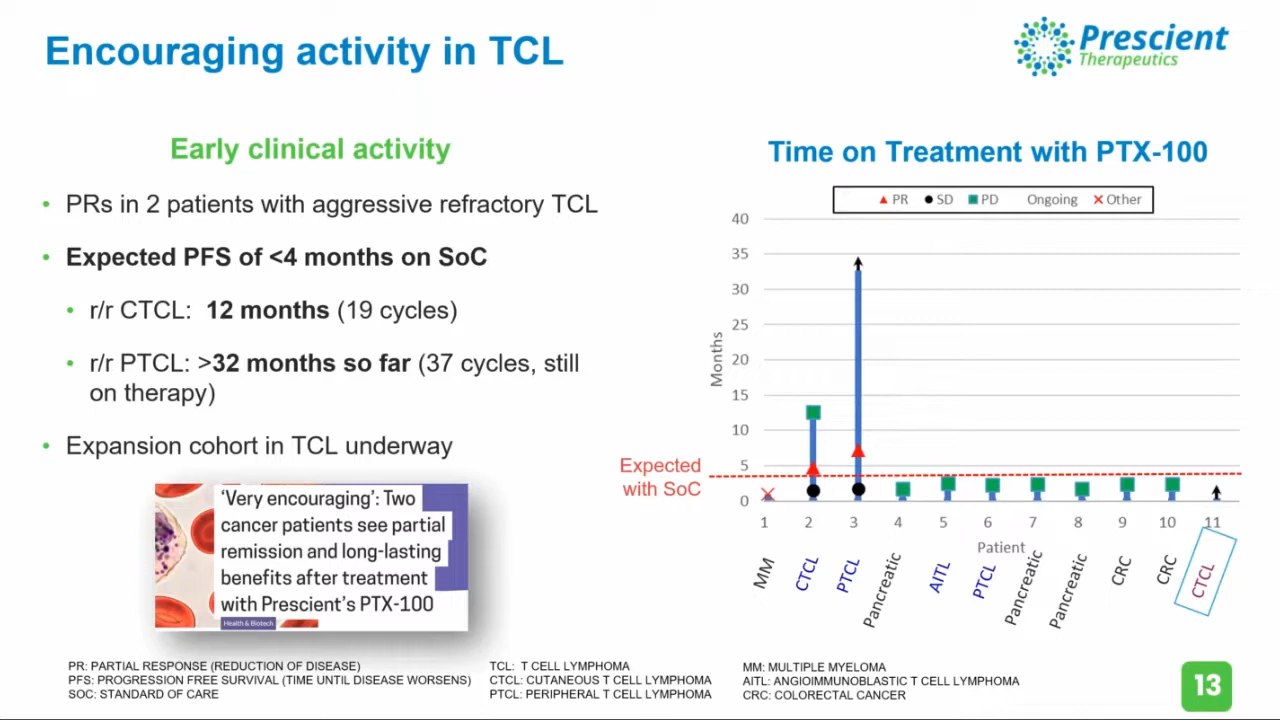 Encouraging activity in TCL
Prescient
Therapeutics
Early clinical activity
• PRs in 2 patients with aggressive refractory TCL
• Expected PFS of <4 months on SoC
• r/r CTCL: 12 months (19 cycles)
• r/r PTCL: >32 months so far (37 cycles, still
on therapy)
• Expansion cohort in TCL underway
'Very encouraging': Two
cancer patients see partial
remission and long-lasting
benefits after treatment
with Prescient's PTX-100
Health & Biotech
Time on Treatment with PTX-100
PR SD PD Ongoing Other
40
35
30
25
20
15
10
5
0
Months
Expected
with SoC
1 2 3 4 5 6 7 8 9 10 11
Patient
MM CTCL PTCL Pancreatic AITL PTCL Pancreatic Pancreatic CRC CRC CTCL
PR: PARTIAL RESPONSE (REDUCTION OF DISEASE)
PFS: PROGRESSION FREE SURVIVAL (TIME UNTIL DISEASE WORSENS)
SOC: STANDARD OF CARE
TCL: T CELL LYMPHOMA
CTCL: CUTANEOUS T CELL LYMPHOMA
PTCL: PERIPHERAL T CELL LYMPHOMA
MM: MULTIPLE MYELOMA
AITL: ANGIOIMMUNOBLASTIC T CELL LYMPHOMA
CRC: COLORECTAL CANCER
13